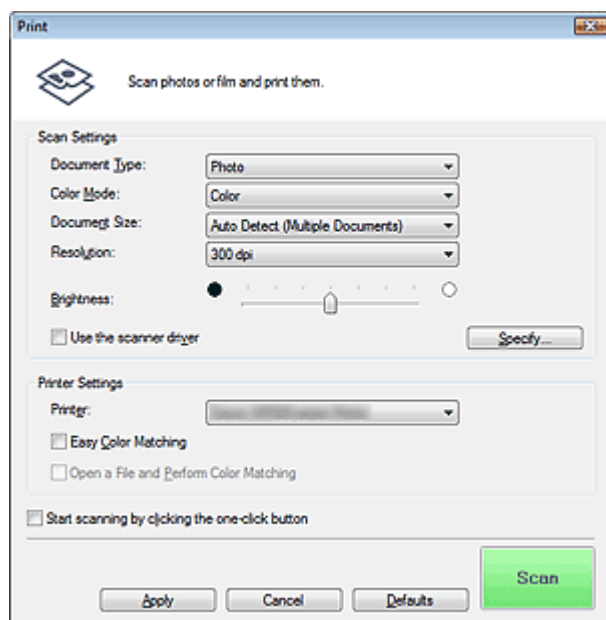 Print
Scan photos or film and print them.
Scan Settings
Document Type: Photo
Color Mode: Color
Document Size: Auto Detect (Multiple Documents)
Resolution: 300 dpi
Brightness:
Use the scanner driver Specify...
Printer Settings
Printer:
Easy Color Matching
Open a File and Perform Color Matching
Start scanning by clicking the one-click button
Scan
Apply Cancel Defaults